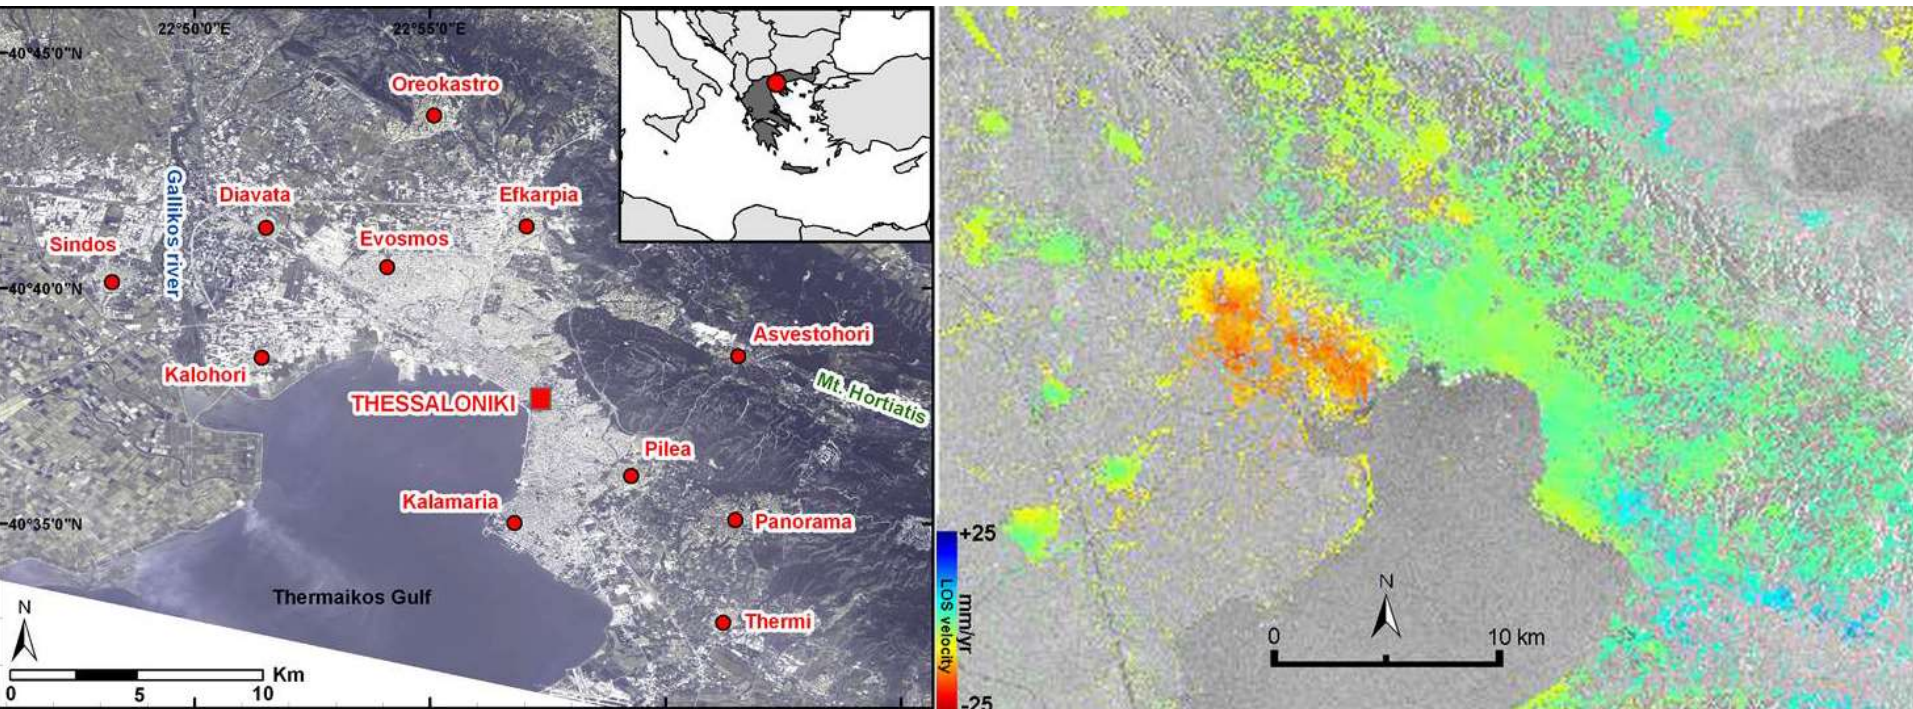 22°50'0"E
22°55'0"E
40°45'0"N
Oreokastro
Gallikos river
Diavata
Efkarpia
Sindos
Evosmos
40°40'0"N
Asvestohori
Kalohori
Mt. Hortiatis
THESSALONIKI
Pilea
Kalamaria
40°35'0"N
Panorama
Thermaikos Gulf
N
Thermi
Km
0 5 10
+25
LOS velocity
mm/yr
-25
N
0 10 km